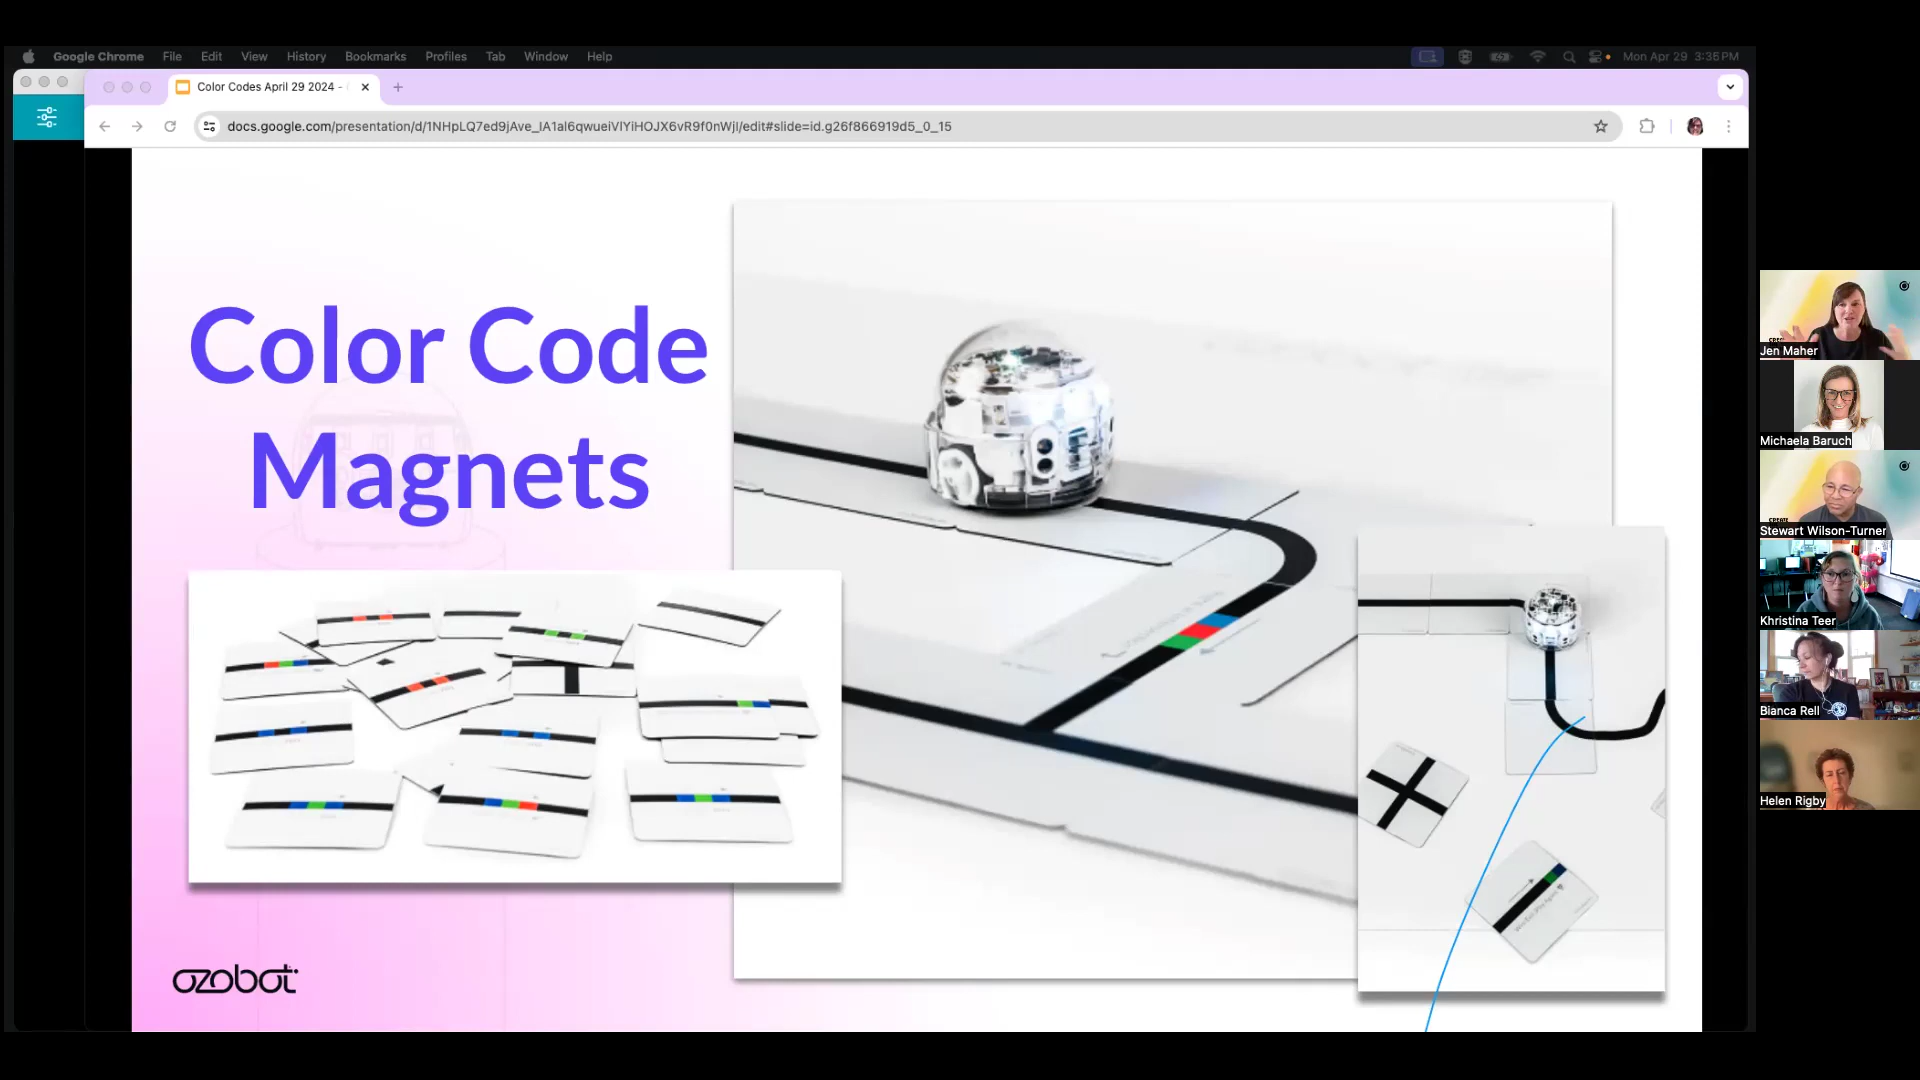 Google Chrome File Edit View History Bookmarks Profiles Tab Window Help Mon Apr 29 3:35 PM
Color Codes April 29 2024 -
docs.google.com/presentation/d/1NHpLQ7ed9jAve_IA1al6qwueiVlYiHOJX6vR9f0nWjI/edit#slide=id.g26f866919d5_0_15
Color Code
Magnets
ozobot
Jen Maher
Michaela Baruch
Stewart Wilson-Turner
Khristina Teer
Bianca Rell
Helen Rigby